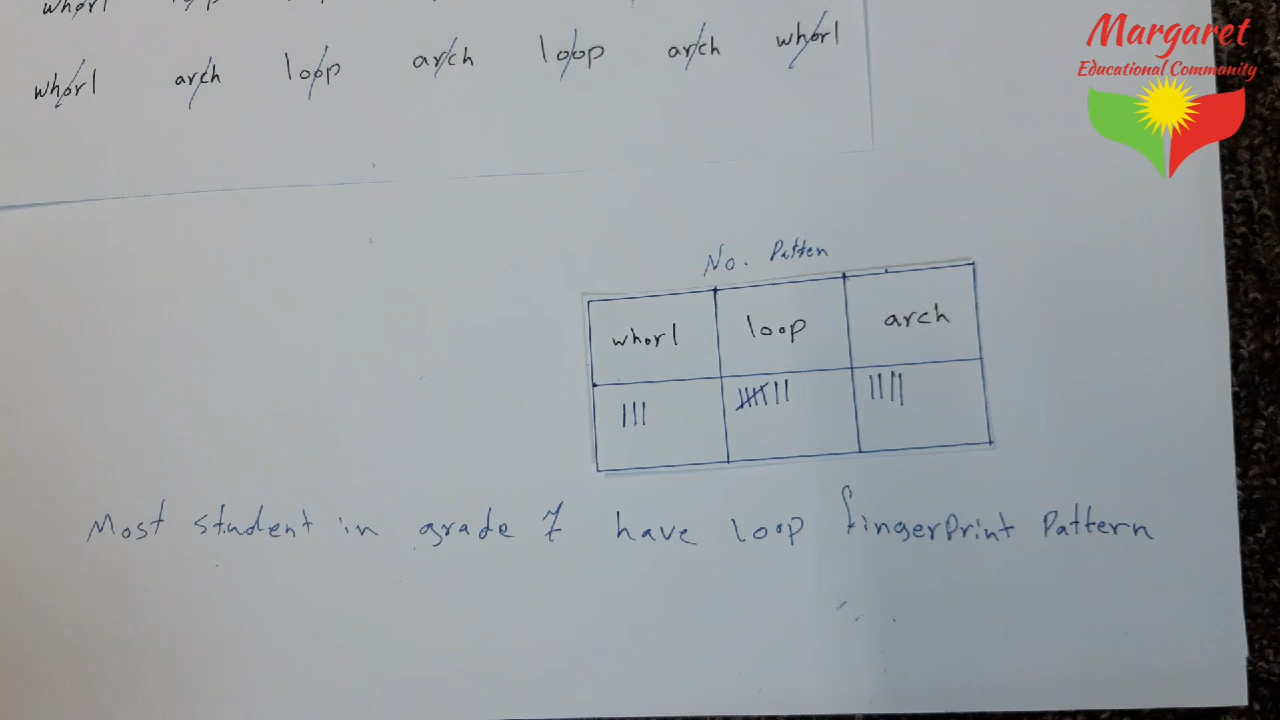 Margaret
Educational Community
whorl
whorl arch loop arch loop arch whorl
No. Patten
whorl loop arch
Most student in grade 7 have loop fingerprint Pattern